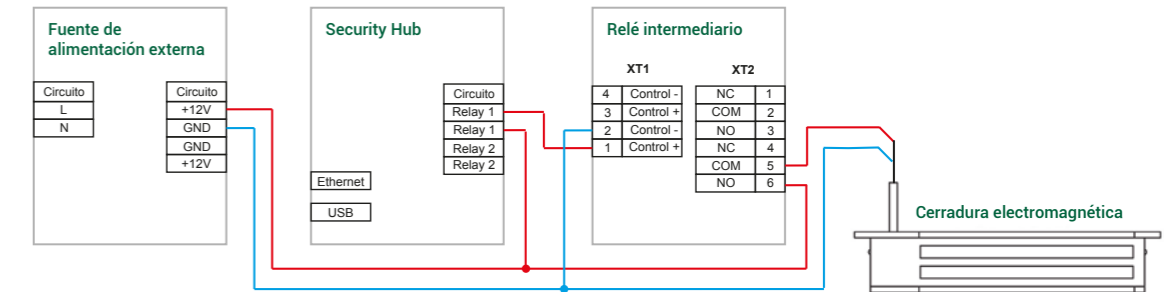 Fuente de
alimentación externa
Circuito
L
N
Circuito
+12V
GND
GND
+12V
Security Hub
Circuito
Relay 1
Relay 1
Relay 2
Relay 2
Ethernet
USB
Relé intermediario
XT1
4 Control -
3 Control +
2 Control -
1 Control +
XT2
NC 1
COM 2
NO 3
NC 4
COM 5
NO 6
Cerradura electromagnética